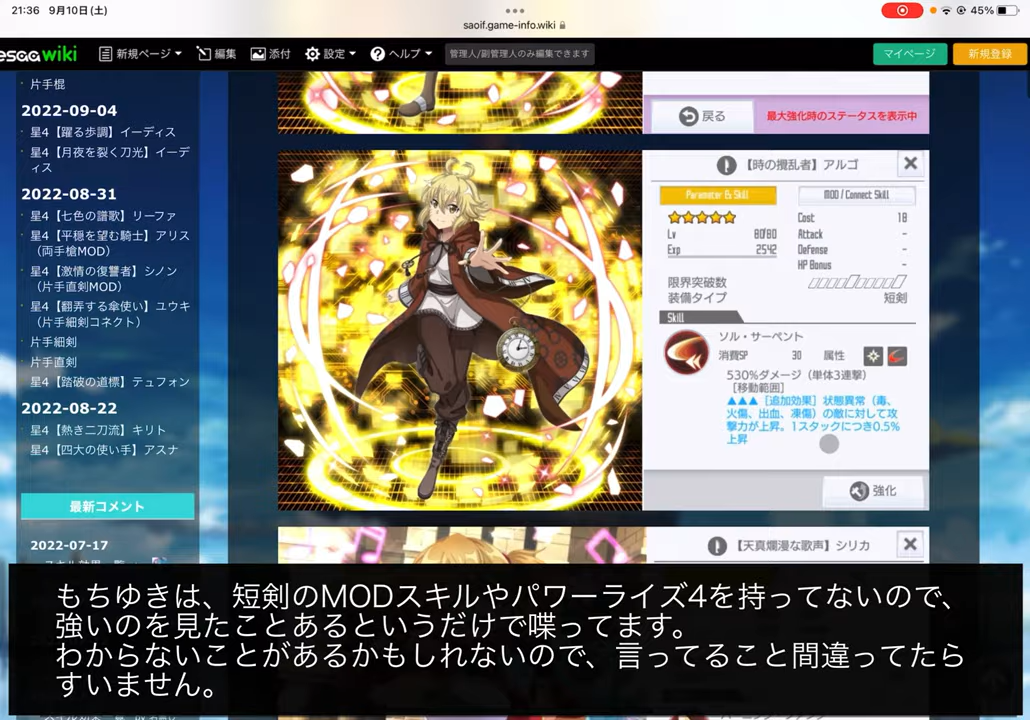 21:36 9月10日(土)
saoif.game-info.wiki
45%
wiki
新規ページ
編集
添付
設定
ヘルプ
管理人/副管理人のみ編集できます
マイページ
新規登録
片手棍
2022-09-04
星4【躍る歩調】イーディス
星4【月夜を裂く刀光】イーデ
ィス
2022-08-31
星4【七色の譜歌】リーファ
星4【平穏を望む騎士】アリス
（両手槍MOD）
星4【激情の復讐者】シノン
（片手直剣MOD）
星4【翻弄する傘使い】ユウキ
（片手細剣コネクト）
片手細剣
片手直剣
星4【踏破の道標】テュフォン
2022-08-22
星4【熱き二刀流】キリト
星4【四大の使い手】アスナ
最新コメント
2022-07-17
戻る
最大強化時のステータスを表示中
【時の攪乱者】アルゴ
Parameter & Skill
MOD / Connect Skill
Lv 80/80
Exp 2542
Cost 18
Attack -
Defense -
HP Bonus -
限界突破数
装備タイプ 短剣
Skill
ソル・サーペント
消費SP 30 属性
530%ダメージ（単体3連撃）
［移動範囲］
▲▲▲［追加効果］状態異常（毒、
火傷、出血、凍傷）の敵に対して攻
撃力が上昇。1スタックにつき0.5%
上昇
強化
【天真爛漫な歌声】シリカ
もちゆきは、短剣のMODスキルやパワーライズ4を持ってないので、
強いのを見たことあるというだけで喋ってます。
わからないことがあるかもしれないので、言ってること間違ってたら
すいません。